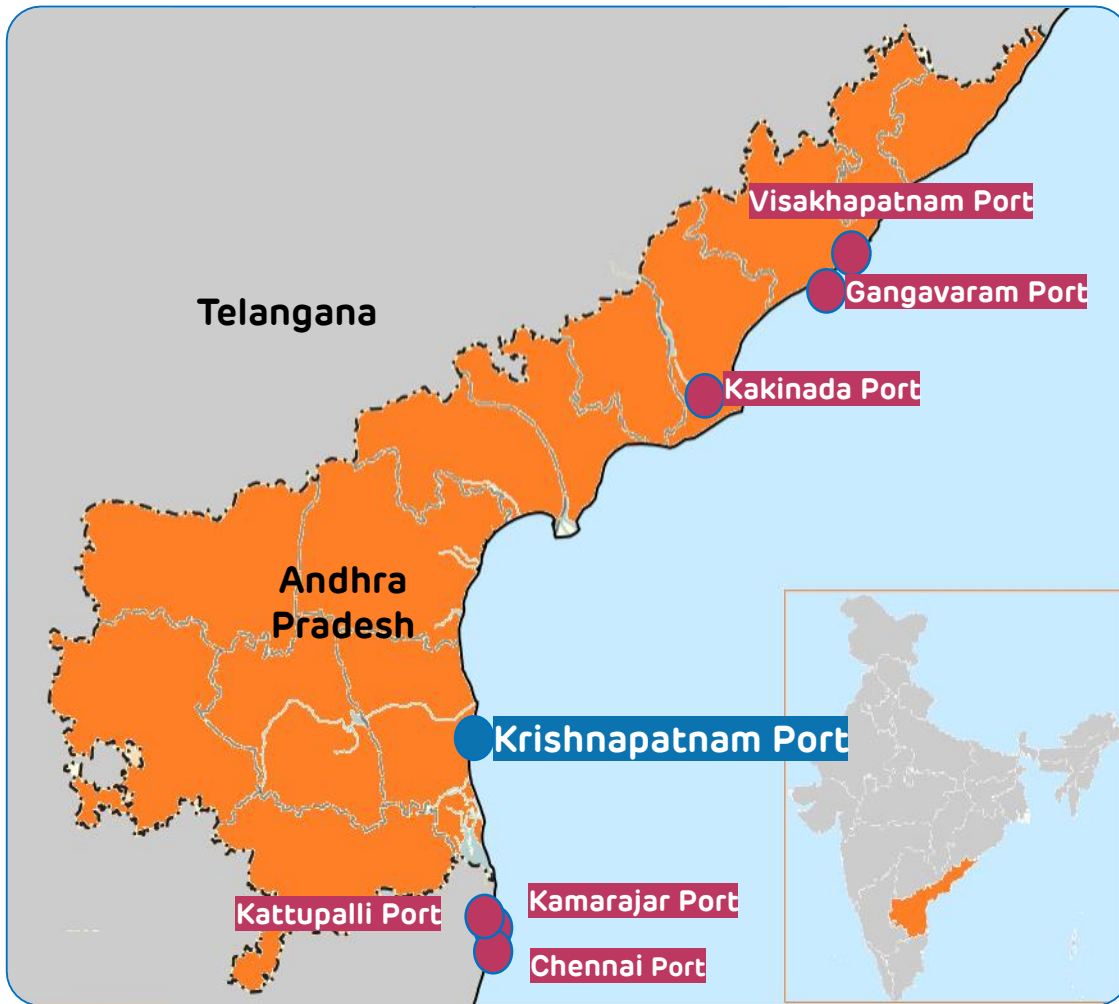 Visakhapatnam Port
Gangavaram Port
Telangana
Kakinada Port
Andhra
Pradesh
Krishnapatnam Port
Kattupalli Port
Kamarajar Port
Chennai Port